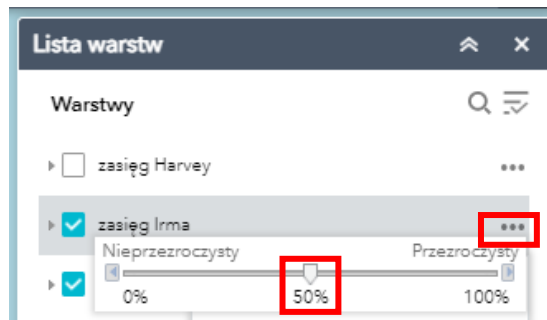 Lista warstw
Warstwy
zasięg Harvey
zasięg Irma
Nieprzezroczysty Przezroczysty
0% 50% 100%